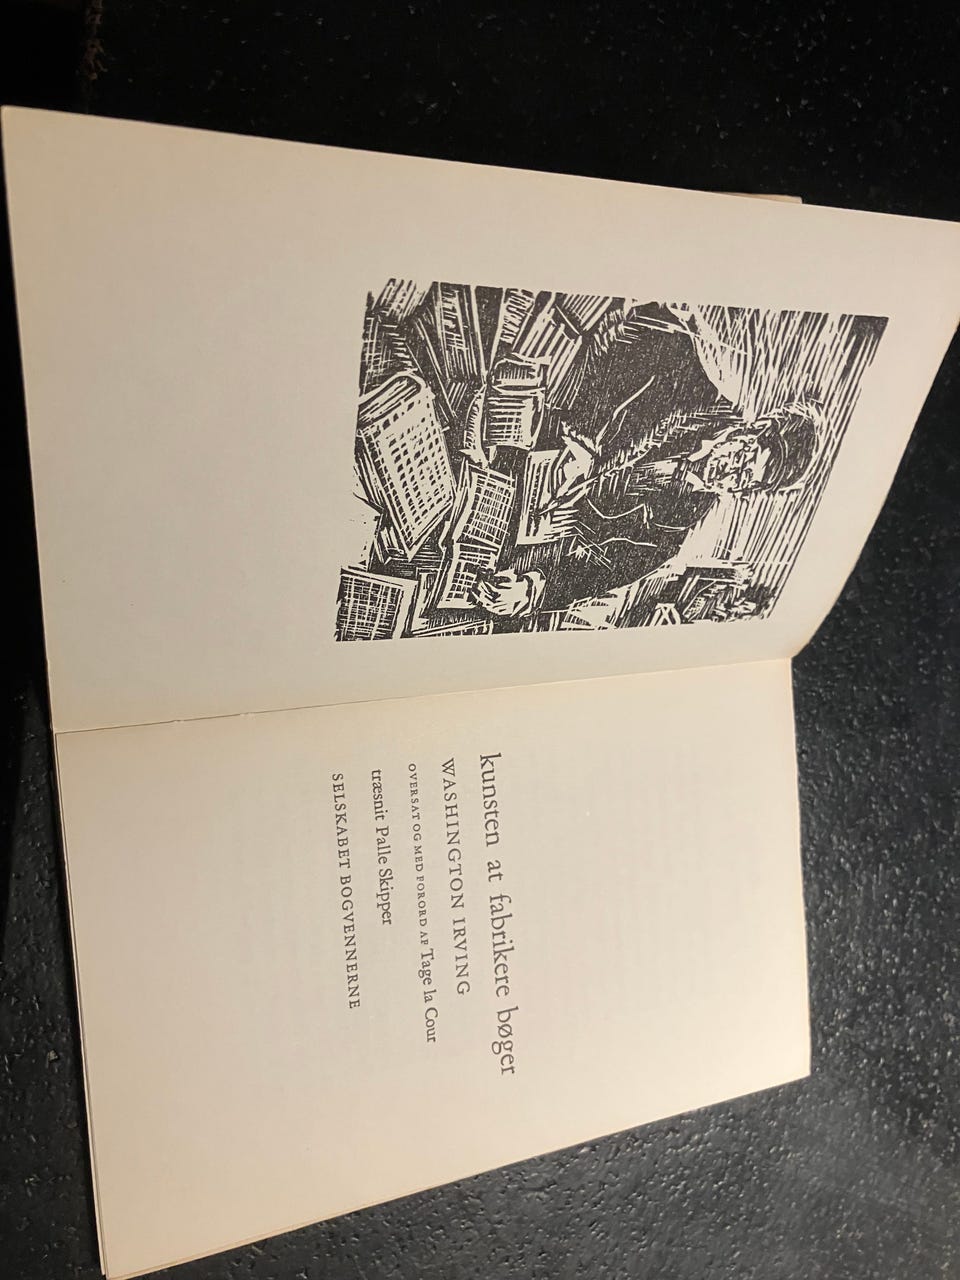 kunsten at fabrikere bøger
WASHINGTON IRVING
OVERSAT OG MED FORORD AF Tage la Cour
træsnit Palle Skipper
SELSKABET BOGVENNERNE